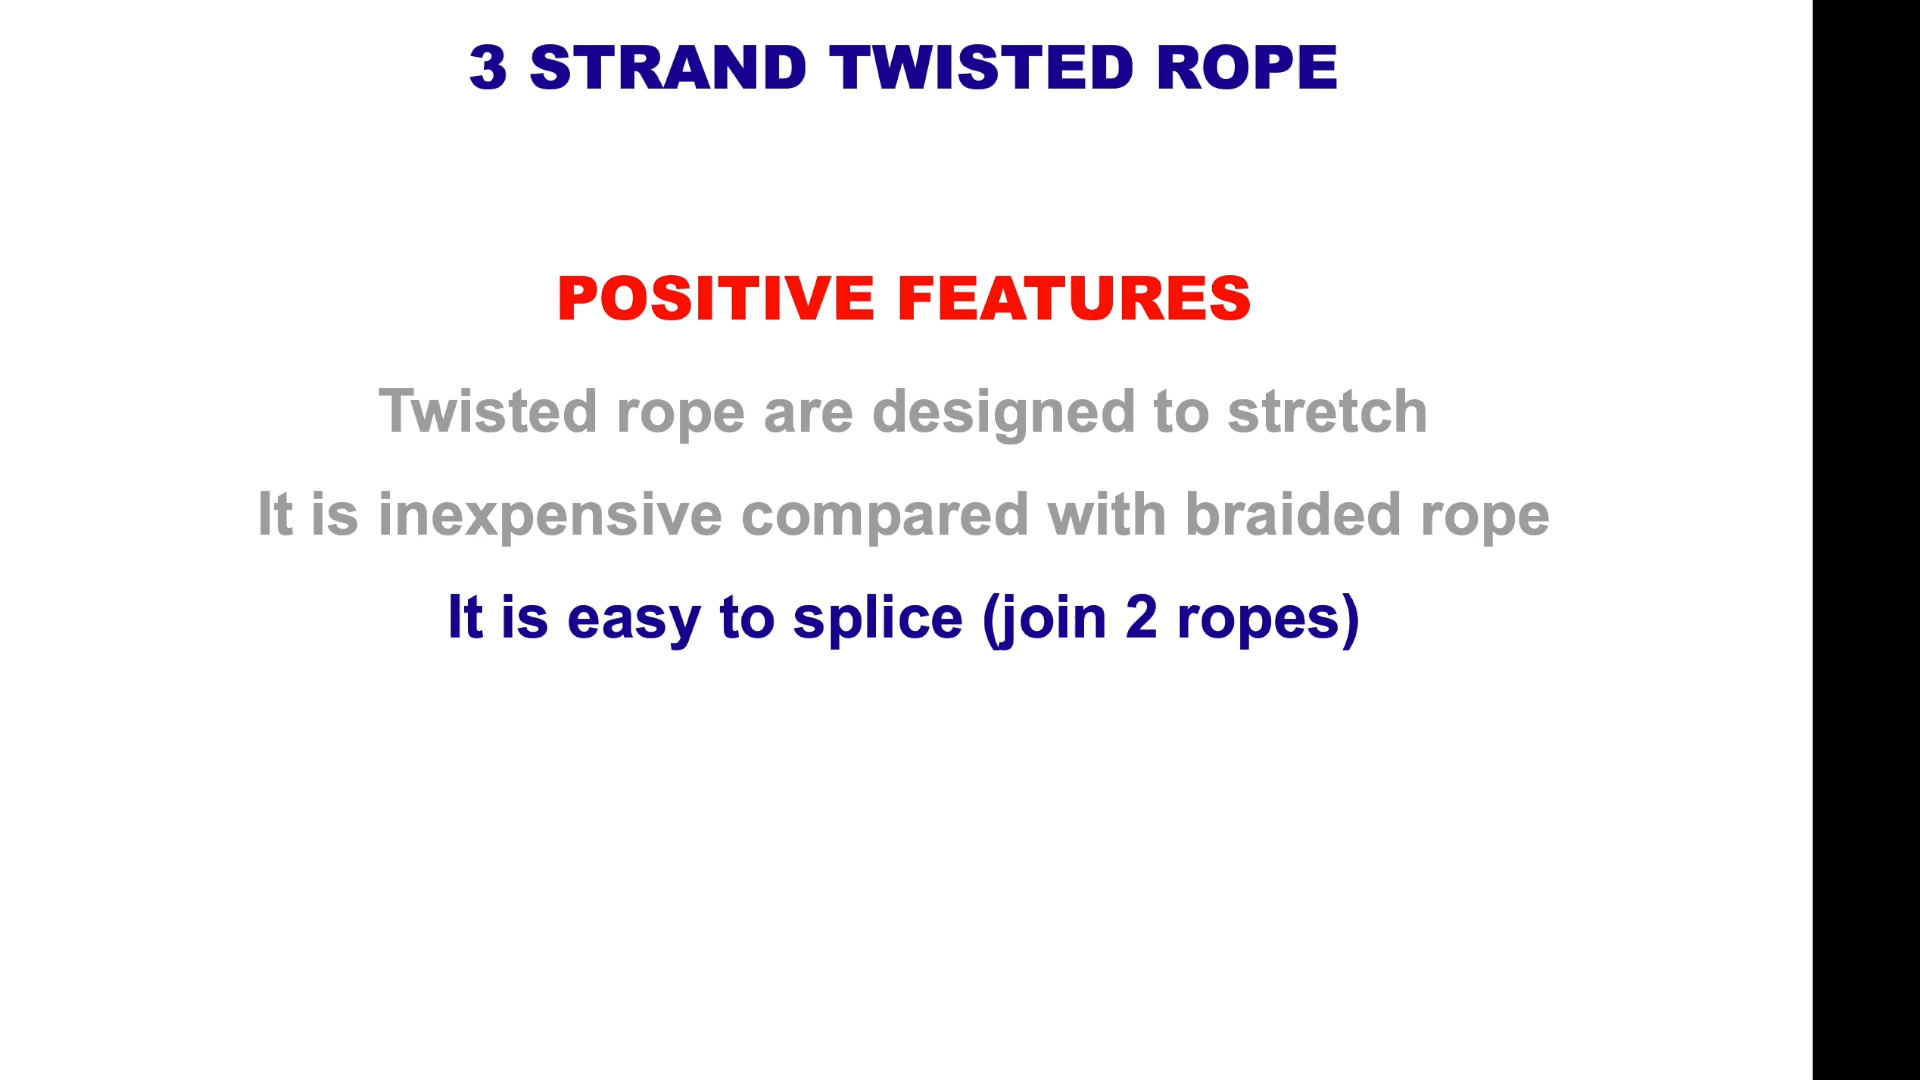 3 STRAND TWISTED ROPE
POSITIVE FEATURES
Twisted rope are designed to stretch
It is inexpensive compared with braided rope
It is easy to splice (join 2 ropes)